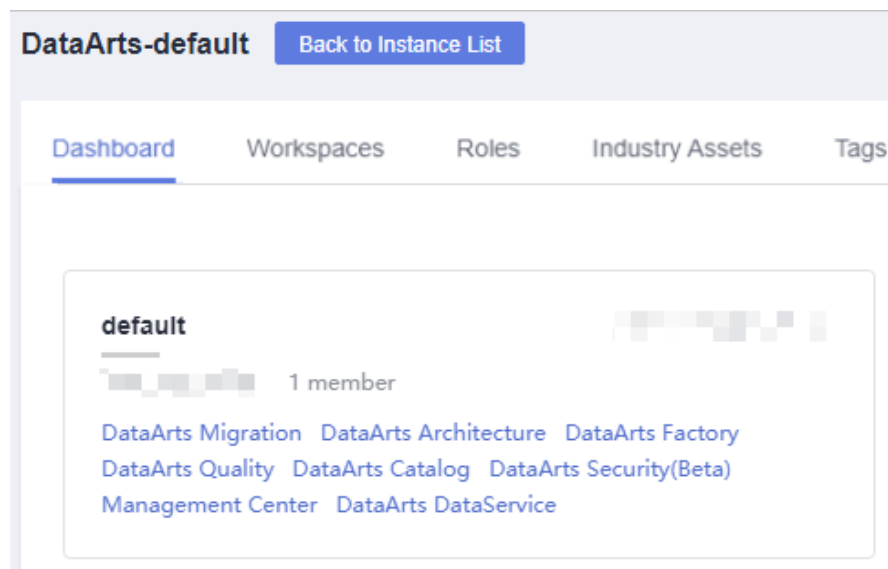 DataArts-default Back to Instance List
Dashboard Workspaces Roles Industry Assets Tags
default
1 member
DataArts Migration DataArts Architecture DataArts Factory
DataArts Quality DataArts Catalog DataArts Security(Beta)
Management Center DataArts DataService